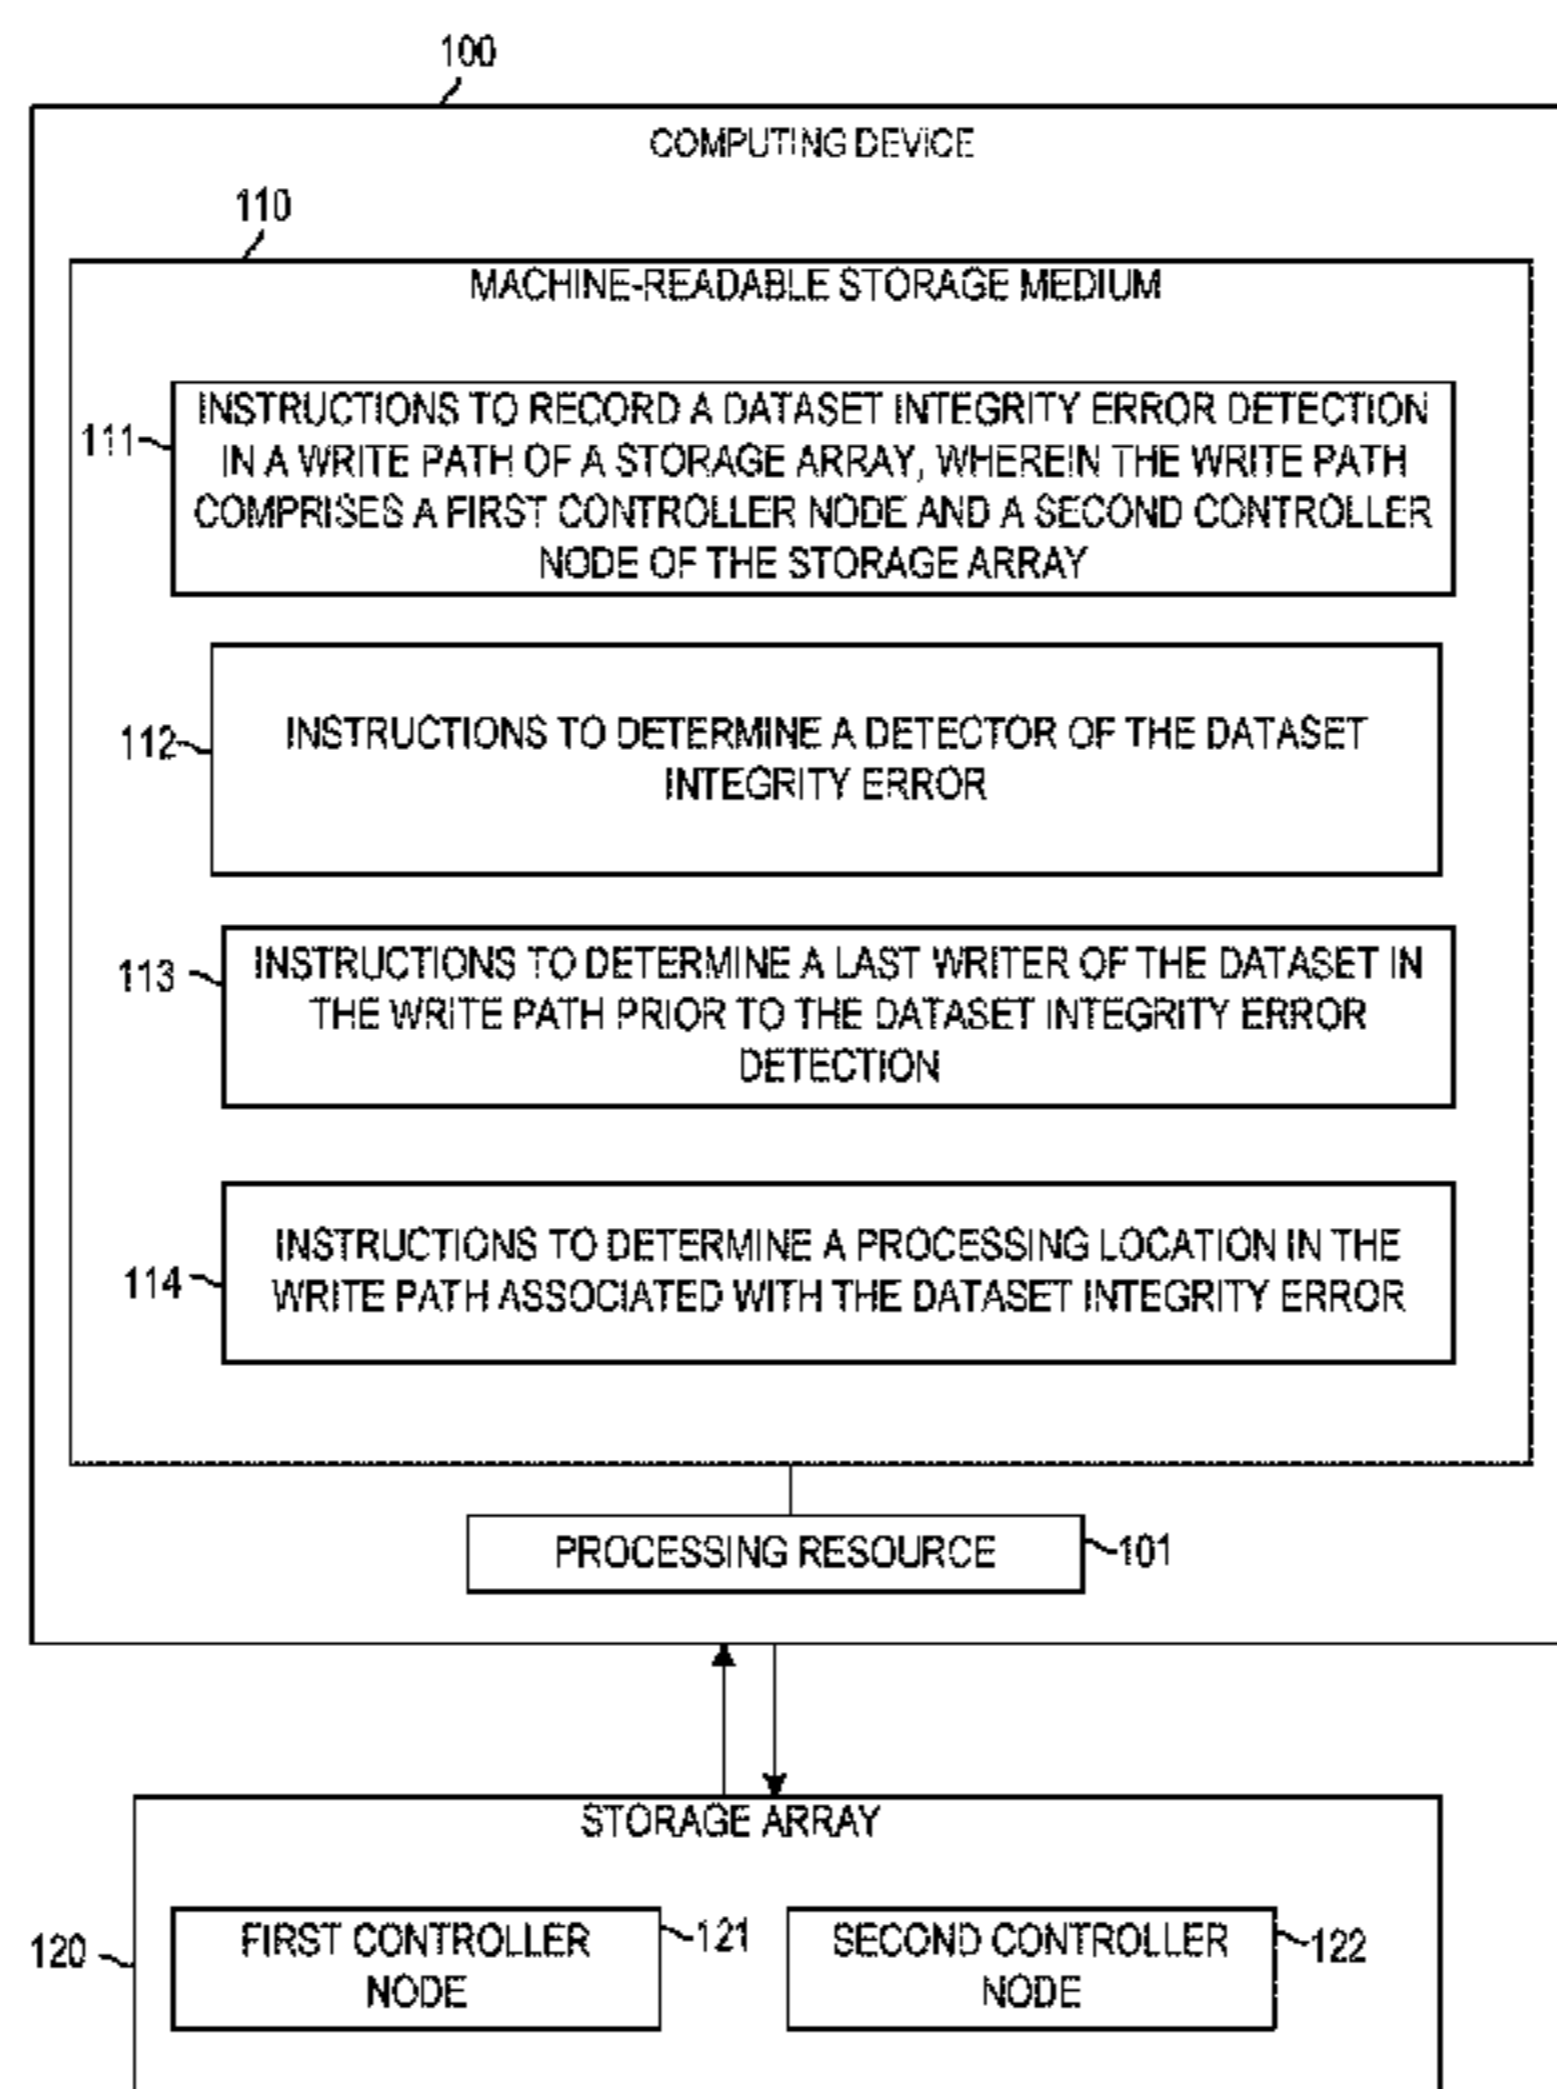 100
COMPUTING DEVICE
110
MACHINE-READABLE STORAGE MEDIUM
111
INSTRUCTIONS TO RECORD A DATASET INTEGRITY ERROR DETECTION
IN A WRITE PATH OF A STORAGE ARRAY, WHEREIN THE WRITE PATH
COMPRISES A FIRST CONTROLLER NODE AND A SECOND CONTROLLER
NODE OF THE STORAGE ARRAY
112
INSTRUCTIONS TO DETERMINE A DETECTOR OF THE DATASET
INTEGRITY ERROR
113
INSTRUCTIONS TO DETERMINE A LAST WRITER OF THE DATASET IN
THE WRITE PATH PRIOR TO THE DATASET INTEGRITY ERROR
DETECTION
114
INSTRUCTIONS TO DETERMINE A PROCESSING LOCATION IN THE
WRITE PATH ASSOCIATED WITH THE DATASET INTEGRITY ERROR
PROCESSING RESOURCE
101
STORAGE ARRAY
120
FIRST CONTROLLER
NODE
121
SECOND CONTROLLER
NODE
122